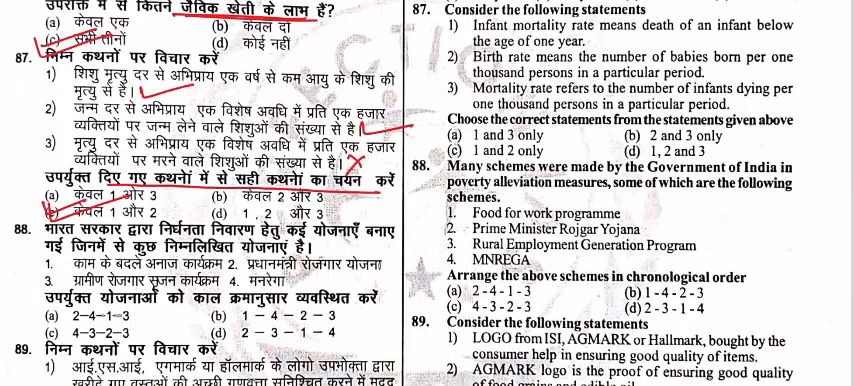 उपरोक्त में से कितने जैविक खेती के लाभ हैं?
(a) केवल एक (b) केवल दो
(c) सभी तीनों (d) कोई नहीं
87. निम्न कथनों पर विचार करें
1) शिशु मृत्यु दर से अभिप्राय एक वर्ष से कम आयु के शिशु की
मृत्यु से है।
2) जन्म दर से अभिप्राय एक विशेष अवधि में प्रति एक हजार
व्यक्तियों पर जन्म लेने वाले शिशुओं की संख्या से है।
3) मृत्यु दर से अभिप्राय एक विशेष अवधि में प्रति एक हजार
व्यक्तियों पर मरने वाले शिशुओं की संख्या से है।
उपर्युक्त दिए गए कथनों में से सही कथनों का चयन करें
(a) केवल 1 और 3 (b) केवल 2 और 3
केवल 1 और 2 (d) 1, 2 और 3
88. भारत सरकार द्वारा निर्धनता निवारण हेतु कई योजनाएँ बनाए
गई जिनमें से कुछ निम्नलिखित योजनाएं है।
1. काम के बदले अनाज कार्यक्रम 2. प्रधानमंत्री रोजगार योजना
3. ग्रामीण रोजगार सृजन कार्यक्रम 4. मनरेगा
उपर्युक्त योजनाओं को काल क्रमानुसार व्यवस्थित करें
(a) 2-4-1-3 (b) 1 - 4 - 2 - 3
(c) 4-3-2-3 (d) 2 - 3 - 1 - 4
89. निम्न कथनों पर विचार करें
1) आई.एस.आई, एगमार्क या हॉलमार्क के लोगो उपभोक्ता द्वारा
खरीदे गए वस्तुओं की अच्छी गुणवत्ता सुनिश्चित करने में मदद
87. Consider the following statements
1) Infant mortality rate means death of an infant below
the age of one year.
2) Birth rate means the number of babies born per one
thousand persons in a particular period.
3) Mortality rate refers to the number of infants dying per
one thousand persons in a particular period.
Choose the correct statements from the statements given above
(a) 1 and 3 only (b) 2 and 3 only
(c) 1 and 2 only (d) 1, 2 and 3
88. Many schemes were made by the Government of India in
poverty alleviation measures, some of which are the following
schemes.
1. Food for work programme
2. Prime Minister Rojgar Yojana
3. Rural Employment Generation Program
4. MNREGA
Arrange the above schemes in chronological order
(a) 2-4-1-3 (b) 1-4-2-3
(c) 4-3-2-3 (d) 2-3-1-4
89. Consider the following statements
1) LOGO from ISI, AGMARK or Hallmark, bought by the
consumer help in ensuring good quality of items.
2) AGMARK logo is the proof of ensuring good quality
of food grains and edible oil